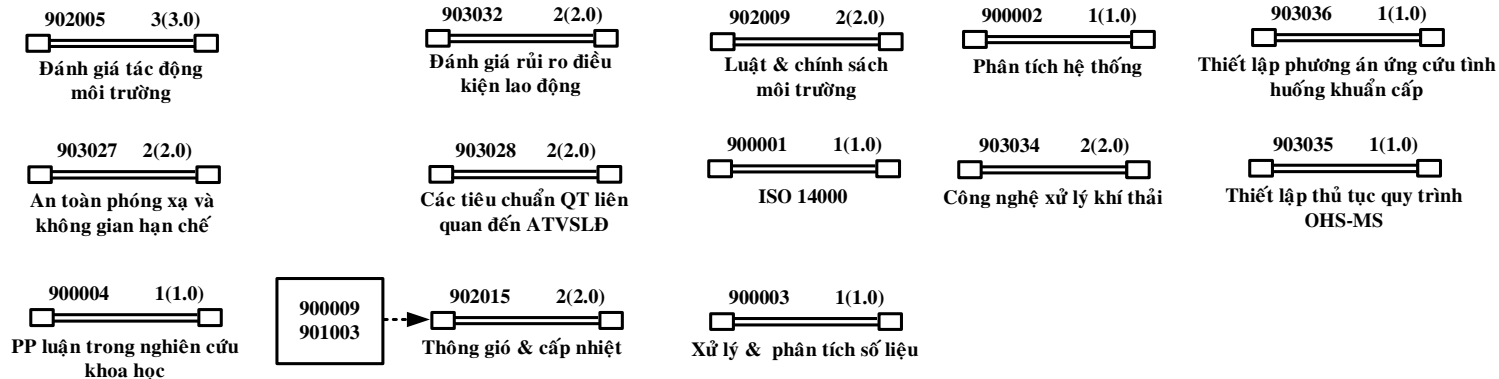 902005 3(3.0)
Đánh giá tác động
môi trường
903032 2(2.0)
Đánh giá rủi ro điều
kiện lao động
902009 2(2.0)
Luật & chính sách
môi trường
900002 1(1.0)
Phân tích hệ thống
903036 1(1.0)
Thiết lập phương án ứng cứu tình
huống khuẩn cấp
903027 2(2.0)
An toàn phóng xạ và
không gian hạn chế
903028 2(2.0)
Các tiêu chuẩn QT liên
quan đến ATVSLĐ
900001 1(1.0)
ISO 14000
903034 2(2.0)
Công nghệ xử lý khí thải
903035 1(1.0)
Thiết lập thủ tục quy trình
OHS-MS
900004 1(1.0)
PP luận trong nghiên cứu
khoa học
900009
901003
902015 2(2.0)
Thông gió & cấp nhiệt
900003 1(1.0)
Xử lý & phân tích số liệu